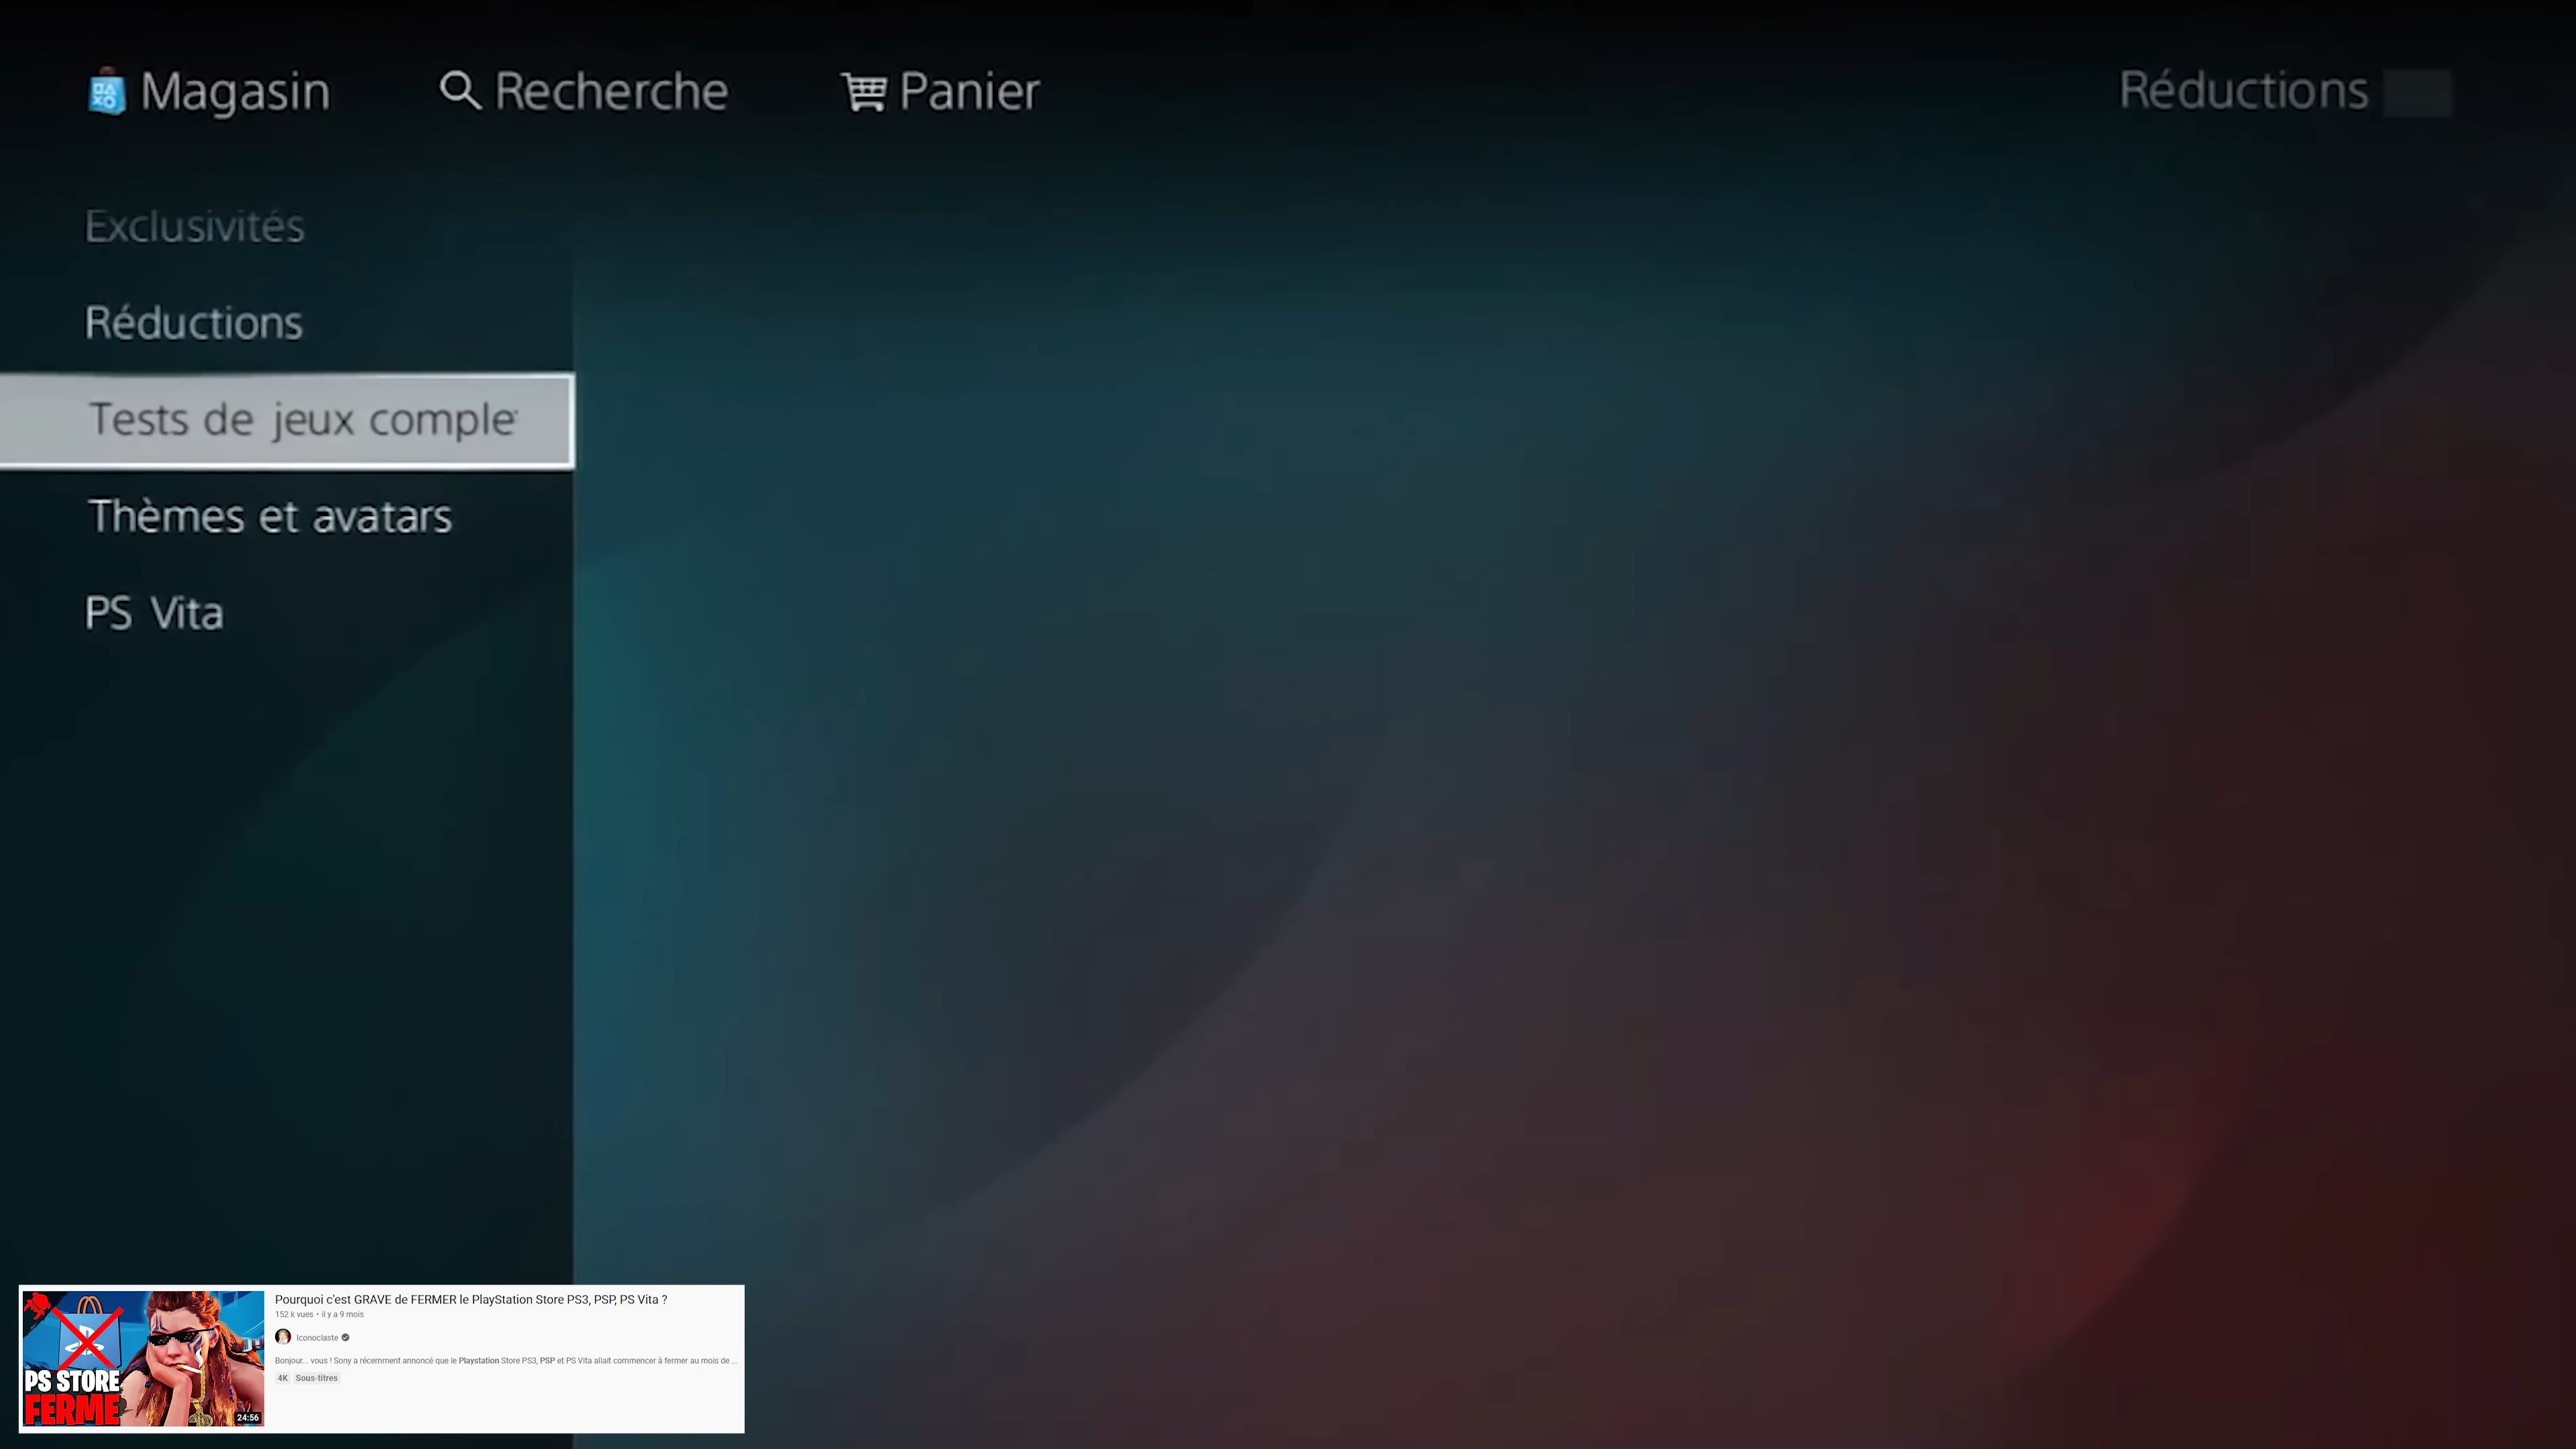 Magasin
Recherche
Panier
Réductions
Exclusivités
Réductions
Tests de jeux comple
Thèmes et avatars
PS Vita
PS STORE
FERME
24:56
Pourquoi c'est GRAVE de FERMER le PlayStation Store PS3, PSP, PS Vita ?
152 k vues • il y a 9 mois
Iconoclaste
Bonjour... vous ! Sony a récemment annoncé que le Playstation Store PS3, PSP et PS Vita allait commencer à fermer au mois de ...
4K Sous-titres